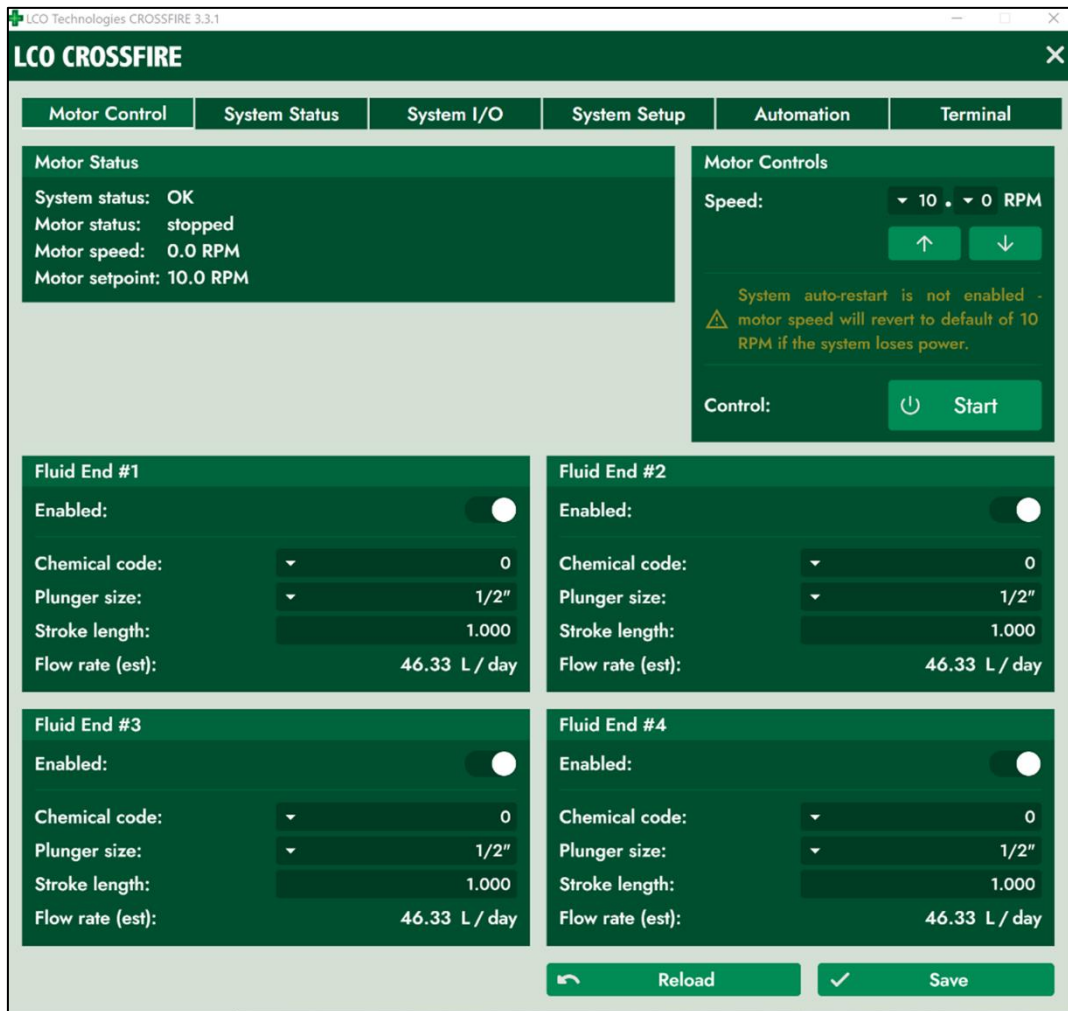 LCO Technologies CROSSFIRE 3.3.1
LCO CROSSFIRE
Motor Control System Status System I/O System Setup Automation Terminal
Motor Status
System status: OK
Motor status: stopped
Motor speed: 0.0 RPM
Motor setpoint: 10.0 RPM
Motor Controls
Speed: 10 . 0 RPM
System auto-restart is not enabled -
motor speed will revert to default of 10
RPM if the system loses power.
Control: Start
Fluid End #1
Enabled:
Chemical code: 0
Plunger size: 1/2"
Stroke length: 1.000
Flow rate (est): 46.33 L / day
Fluid End #2
Enabled:
Chemical code: 0
Plunger size: 1/2"
Stroke length: 1.000
Flow rate (est): 46.33 L / day
Fluid End #3
Enabled:
Chemical code: 0
Plunger size: 1/2"
Stroke length: 1.000
Flow rate (est): 46.33 L / day
Fluid End #4
Enabled:
Chemical code: 0
Plunger size: 1/2"
Stroke length: 1.000
Flow rate (est): 46.33 L / day
Reload Save